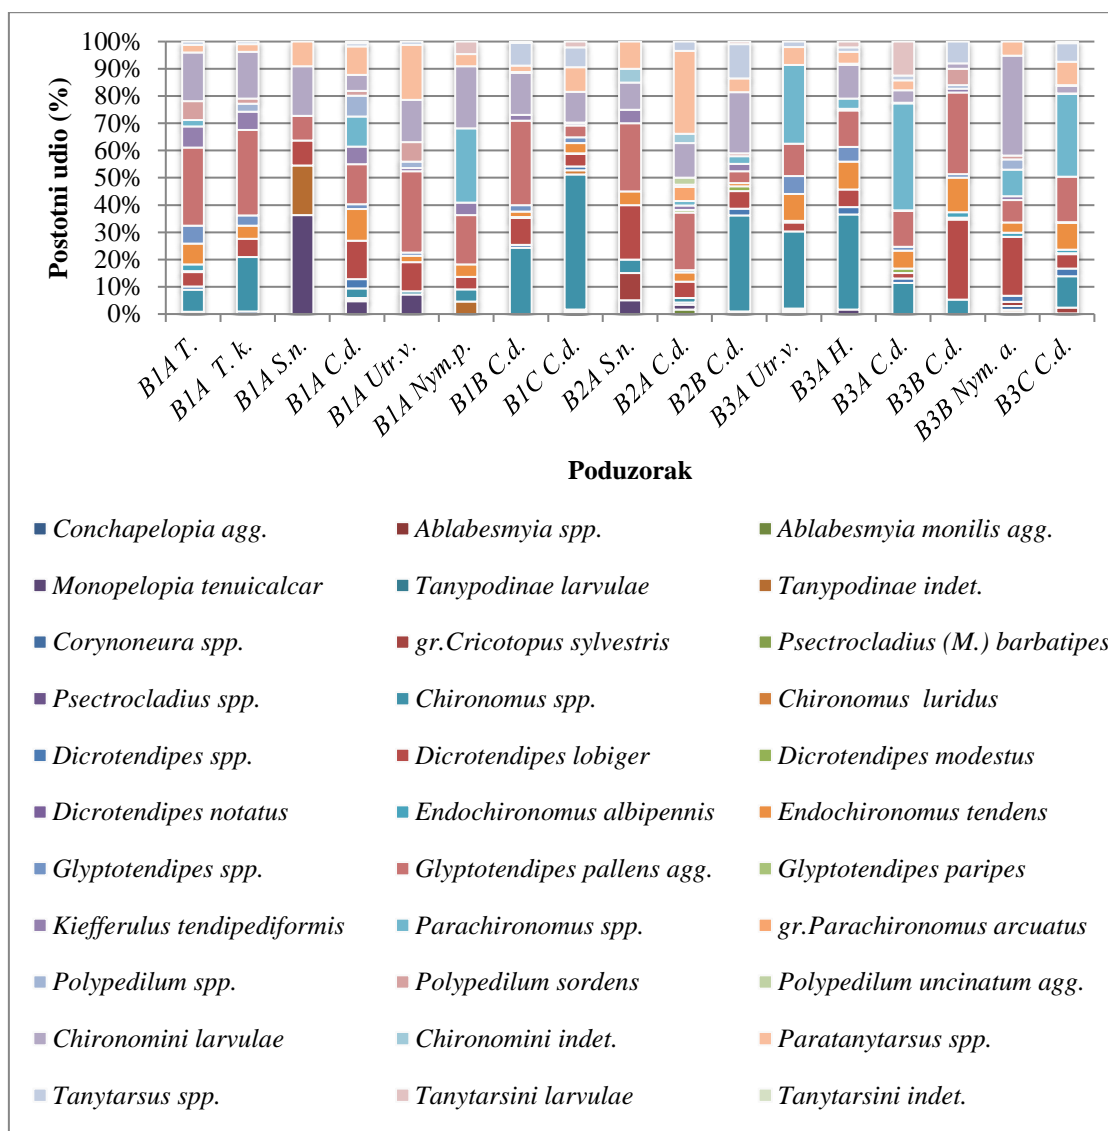 Postotni udio (%)
100%
90%
80%
70%
60%
50%
40%
30%
20%
10%
0%
B1A T.
B1A T. k.
B1A S.n.
B1A C.d.
B1A Utr.v.
B1A Nym.p.
B1B C.d.
B1C C.d.
B2A S.n.
B2A C.d.
B2B C.d.
B3A Utr.v.
B3A H.
B3A C.d
B3B C.d.
B3B Nym. a.
B3C C.d.
Poduzorak
Conchapelopia agg.
Ablabesmyia spp.
Ablabesmyia monilis agg.
Monopelopia tenuicalcar
Tanypodinae larvulae
Tanypodinae indet.
Corynoneura spp.
gr.Cricotopus sylvestris
Psectrocladius (M.) barbatipes
Psectrocladius spp.
Chironomus spp.
Chironomus  luridus
Dicrotendipes spp.
Dicrotendipes lobiger
Dicrotendipes modestus
Dicrotendipes notatus
Endochironomus albipennis
Endochironomus tendens
Glyptotendipes spp.
Glyptotendipes pallens agg.
Glyptotendipes paripes
Kiefferulus tendipediformis
Parachironomus spp.
gr.Parachironomus arcuatus
Polypedilum spp.
Polypedilum sordens
Polypedilum uncinatum agg.
Chironomini larvulae
Chironomini indet.
Paratanytarsus spp.
Tanytarsus spp.
Tanytarsini larvulae
Tanytarsini indet.